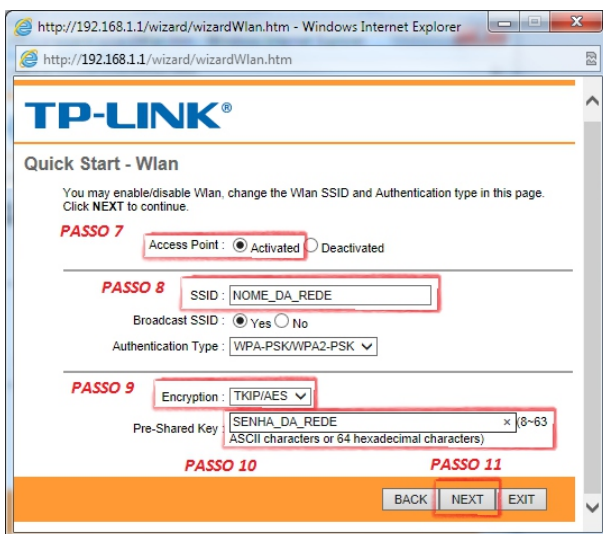 http://192.168.1.1/wizard/wizardWlan.htm - Windows Internet Explorer
http://192.168.1.1/wizard/wizardWlan.htm
TP-LINK®
Quick Start - Wlan
You may enable/disable Wlan, change the Wlan SSID and Authentication type in this page.
Click NEXT to continue.
PASSO 7
Access Point : Activated Deactivated
PASSO 8
SSID : NOME_DA_REDE
Broadcast SSID : Yes No
Authentication Type : WPA-PSK/WPA2-PSK
PASSO 9
Encryption : TKIP/AES
Pre-Shared Key : SENHA_DA_REDE × (8~63
ASCII characters or 64 hexadecimal characters)
PASSO 10 PASSO 11
BACK NEXT EXIT